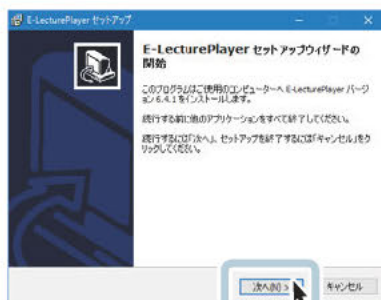 E-LecturePlayer セットアップ
E-LecturePlayer セットアップウィザードの
開始
このプログラムはご使用のコンピューターへ E-LecturePlayer バージ
ョン 6.4.1 をインストールします。
続行する前に他のアプリケーションをすべて終了してください。
続行するには「次へ」、セットアップを終了するには「キャンセル」をク
リックしてください。
次へ(N) >
キャンセル